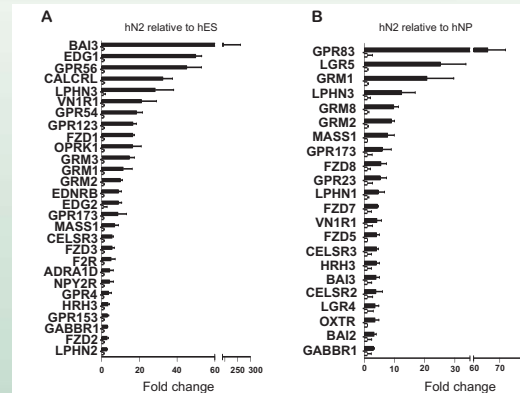 A
hN2 relative to hES
BAI3
EDG1
GPR56
CALCRL
LPHN3
VN1R1
GPR54
GPR123
FZD1
OPRK1
GRM3
GRM1
GRM2
EDNRB
EDG2
GPR173
MASS1
CELSR3
FZD3
F2R
ADRA1D
NPY2R
GPR4
HRH3
GPR153
GABBR1
FZD2
LPHN2
0 10 20 30 40 50 60 250 300
Fold change
B
hN2 relative to hNP
GPR83
LGR5
GRM1
LPHN3
GRM8
GRM2
MASS1
GPR173
FZD8
GPR23
LPHN1
FZD7
VN1R1
FZD5
CELSR3
HRH3
BAI3
CELSR2
LGR4
OXTR
BAI2
GABBR1
0 10 20 30 60 70
Fold change